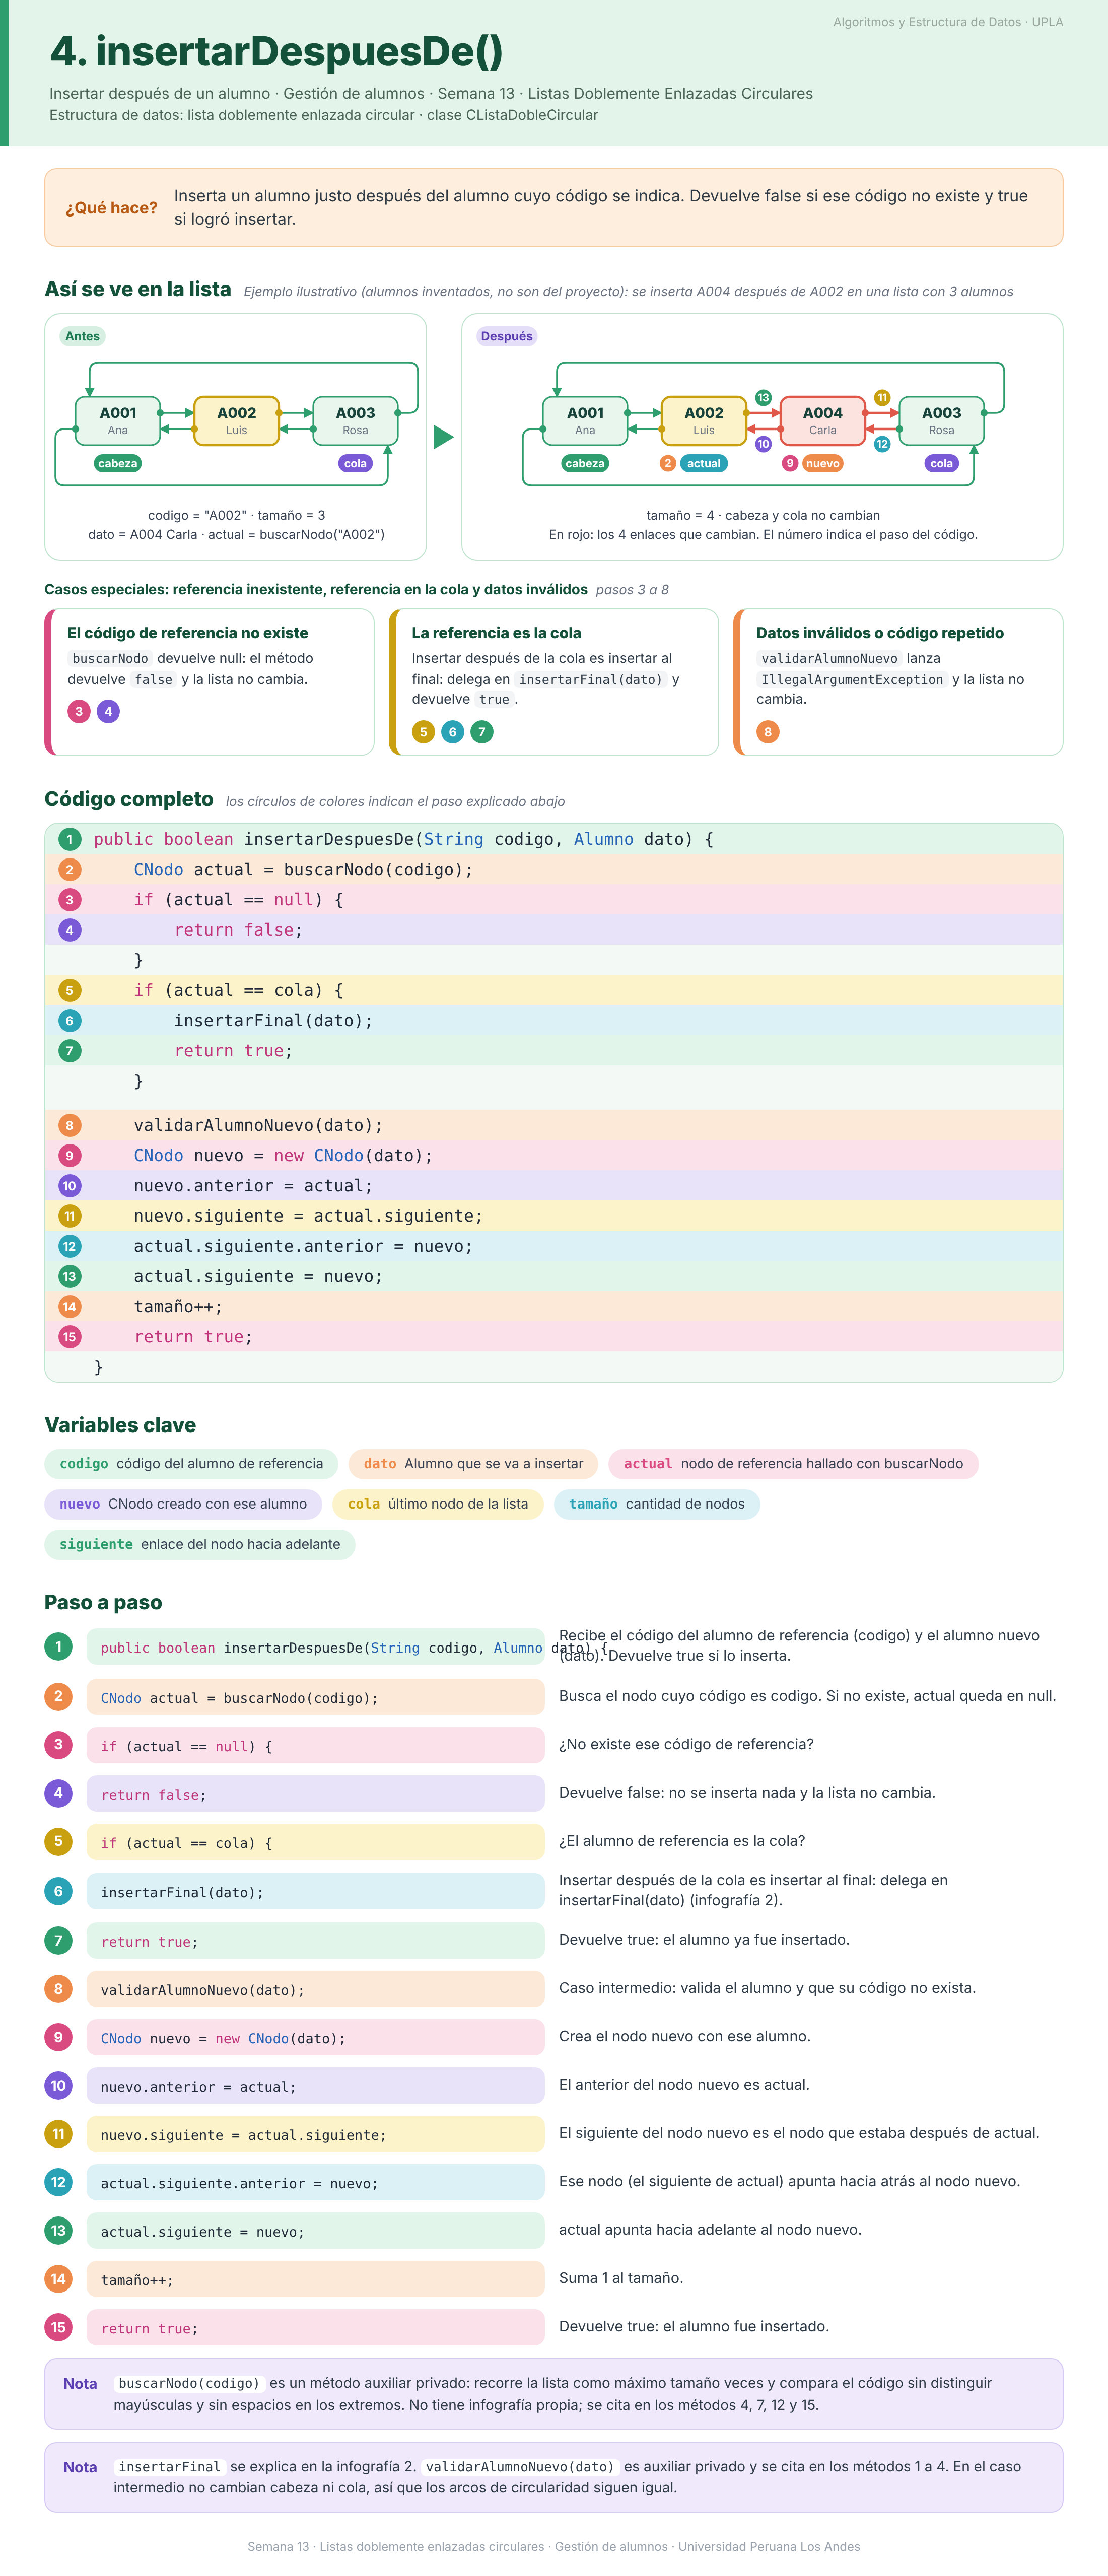 Algoritmos y Estructura de Datos · UPLA
4. insertarDespuesDe()
Insertar después de un alumno · Gestión de alumnos · Semana 13 · Listas Doblemente Enlazadas Circulares
Estructura de datos: lista doblemente enlazada circular · clase CListaDobleCircular
¿Qué hace?
Inserta un alumno justo después del alumno cuyo código se indica. Devuelve false si ese código no existe y true
si logró insertar.
Así se ve en la lista Ejemplo ilustrativo (alumnos inventados, no son del proyecto): se inserta A004 después de A002 en una lista con 3 alumnos
Antes
A001 A002 A003
Ana Luis Rosa
cabeza cola
codigo = "A002" · tamaño = 3
dato = A004 Carla · actual = buscarNodo("A002")
Después
13 11
A001 A002 A004 A003
Ana Luis Carla Rosa
10 12
cabeza 2 actual 9 nuevo cola
tamaño = 4 · cabeza y cola no cambian
En rojo: los 4 enlaces que cambian. El número indica el paso del código.
Casos especiales: referencia inexistente, referencia en la cola y datos inválidos pasos 3 a 8
El código de referencia no existe
buscarNodo devuelve null: el método
devuelve false y la lista no cambia.
3 4
La referencia es la cola
Insertar después de la cola es insertar al
final: delega en insertarFinal(dato) y
devuelve true .
5 6 7
Datos inválidos o código repetido
validarAlumnoNuevo lanza
IllegalArgumentException y la lista no
cambia.
8
Código completo los círculos de colores indican el paso explicado abajo
1 public boolean insertarDespuesDe(String codigo, Alumno dato) {
2 CNodo actual = buscarNodo(codigo);
3 if (actual == null) {
4 return false;
}
5 if (actual == cola) {
6 insertarFinal(dato);
7 return true;
}
8 validarAlumnoNuevo(dato);
9 CNodo nuevo = new CNodo(dato);
10 nuevo.anterior = actual;
11 nuevo.siguiente = actual.siguiente;
12 actual.siguiente.anterior = nuevo;
13 actual.siguiente = nuevo;
14 tamaño++;
15 return true;
}
Variables clave
codigo código del alumno de referencia
dato Alumno que se va a insertar
actual nodo de referencia hallado con buscarNodo
nuevo CNodo creado con ese alumno
cola último nodo de la lista
tamaño cantidad de nodos
siguiente enlace del nodo hacia adelante
Paso a paso
1 public boolean insertarDespuesDe(String codigo, Alumno dato) {
Recibe el código del alumno de referencia (codigo) y el alumno nuevo
(dato). Devuelve true si lo inserta.
2 CNodo actual = buscarNodo(codigo); Busca el nodo cuyo código es codigo. Si no existe, actual queda en null.
3 if (actual == null) { ¿No existe ese código de referencia?
4 return false; Devuelve false: no se inserta nada y la lista no cambia.
5 if (actual == cola) { ¿El alumno de referencia es la cola?
6 insertarFinal(dato);
Insertar después de la cola es insertar al final: delega en
insertarFinal(dato) (infografía 2).
7 return true; Devuelve true: el alumno ya fue insertado.
8 validarAlumnoNuevo(dato); Caso intermedio: valida el alumno y que su código no exista.
9 CNodo nuevo = new CNodo(dato); Crea el nodo nuevo con ese alumno.
10 nuevo.anterior = actual; El anterior del nodo nuevo es actual.
11 nuevo.siguiente = actual.siguiente; El siguiente del nodo nuevo es el nodo que estaba después de actual.
12 actual.siguiente.anterior = nuevo; Ese nodo (el siguiente de actual) apunta hacia atrás al nodo nuevo.
13 actual.siguiente = nuevo; actual apunta hacia adelante al nodo nuevo.
14 tamaño++; Suma 1 al tamaño.
15 return true; Devuelve true: el alumno fue insertado.
Nota buscarNodo(codigo) es un método auxiliar privado: recorre la lista como máximo tamaño veces y compara el código sin distinguir
mayúsculas y sin espacios en los extremos. No tiene infografía propia; se cita en los métodos 4, 7, 12 y 15.
Nota insertarFinal se explica en la infografía 2. validarAlumnoNuevo(dato) es auxiliar privado y se cita en los métodos 1 a 4. En el caso
intermedio no cambian cabeza ni cola, así que los arcos de circularidad siguen igual.
Semana 13 · Listas doblemente enlazadas circulares · Gestión de alumnos · Universidad Peruana Los Andes